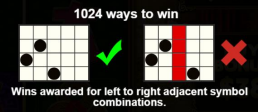 1024 ways to win
Wins awarded for left to right adjacent symbol
combinations.